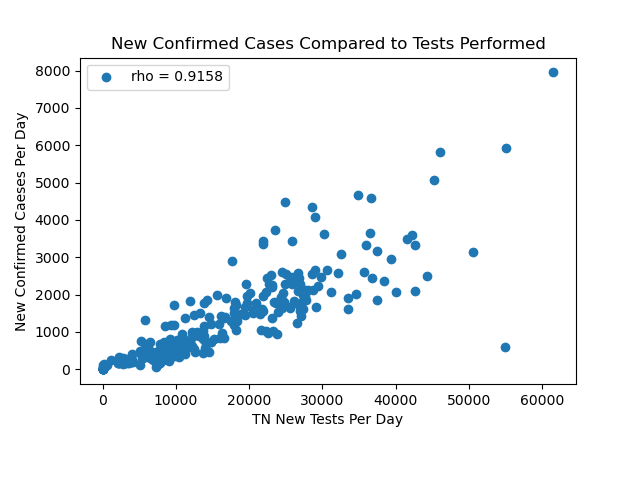 New Confirmed Cases Compared to Tests Performed
rho = 0.9158
8000
7000
6000
5000
4000
3000
2000
1000
0
New Confirmed Caeses Per Day
0 10000 20000 30000 40000 50000 60000
TN New Tests Per Day